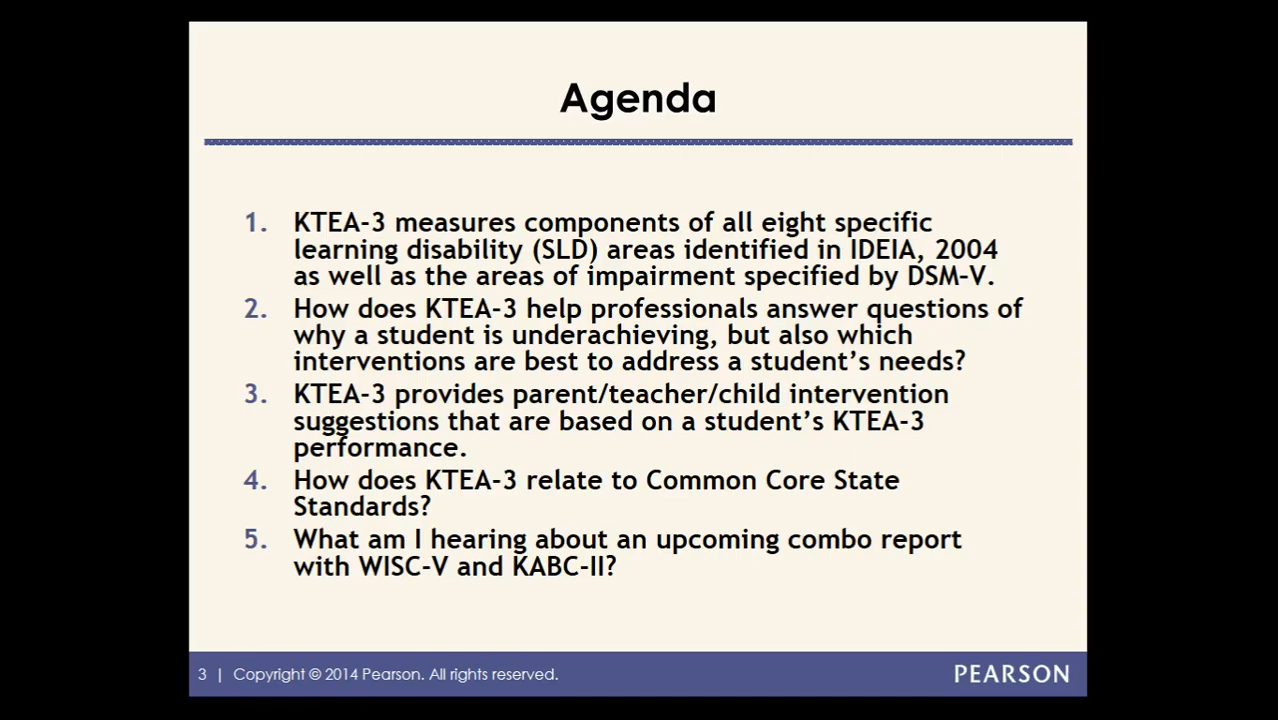 Agenda
1. KTEA-3 measures components of all eight specific
learning disability (SLD) areas identified in IDEIA, 2004
as well as the areas of impairment specified by DSM-V.
2. How does KTEA-3 help professionals answer questions of
why a student is underachieving, but also which
interventions are best to address a student's needs?
3. KTEA-3 provides parent/teacher/child intervention
suggestions that are based on a student's KTEA-3
performance.
4. How does KTEA-3 relate to Common Core State
Standards?
5. What am I hearing about an upcoming combo report
with WISC-V and KABC-II?
3 | Copyright © 2014 Pearson. All rights reserved.
PEARSON